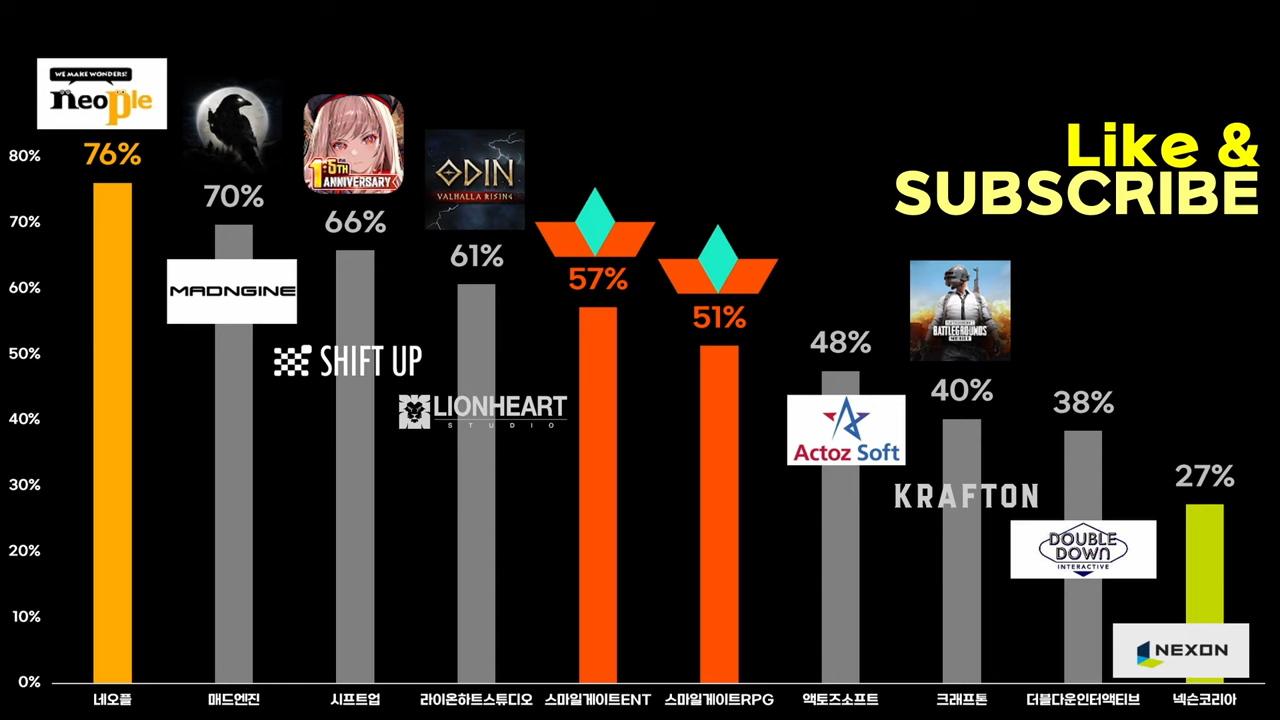 WE MAKE WONDERS!
neople
76%
70%
1.5TH
ANNIVERSARY
66%
ODIN
VALHALLA RISING
61%
57%
51%
48%
40%
38%
27%
Like &
SUBSCRIBE
MADNGINE
SHIFT UP
LIONHEART
STUDIO
Actoz Soft
BATTLEGROUNDS
KRAFTON
DOUBLE
DOWN
INTERACTIVE
NEXON
80%
70%
60%
50%
40%
30%
20%
10%
0%
네오플 매드엔진 시프트업 라이온하트스튜디오 스마일게이트ENT 스마일게이트RPG 액토즈소프트 크래프톤 더블다운인터액티브 넥슨코리아